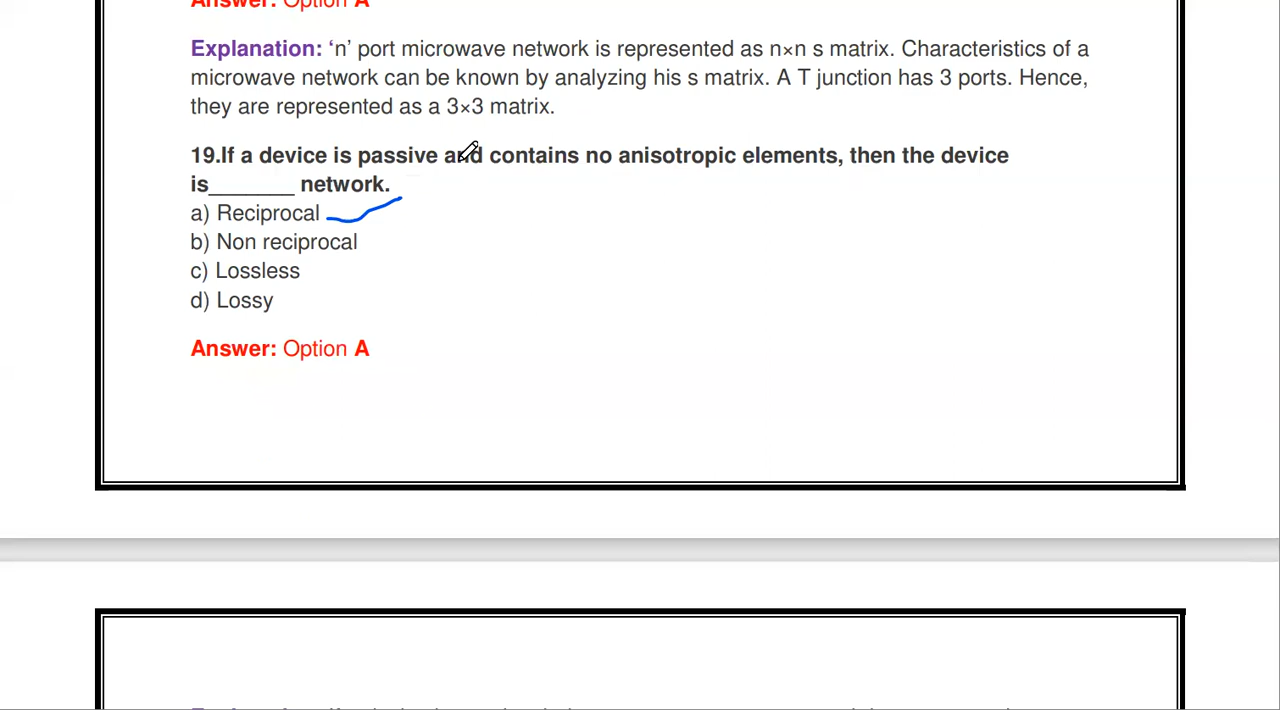 Answer: Option A
Explanation: ‘n’ port microwave network is represented as n×n s matrix. Characteristics of a
microwave network can be known by analyzing his s matrix. A T junction has 3 ports. Hence,
they are represented as a 3×3 matrix.
19.If a device is passive and contains no anisotropic elements, then the device
is_______ network.
a) Reciprocal
b) Non reciprocal
c) Lossless
d) Lossy
Answer: Option A